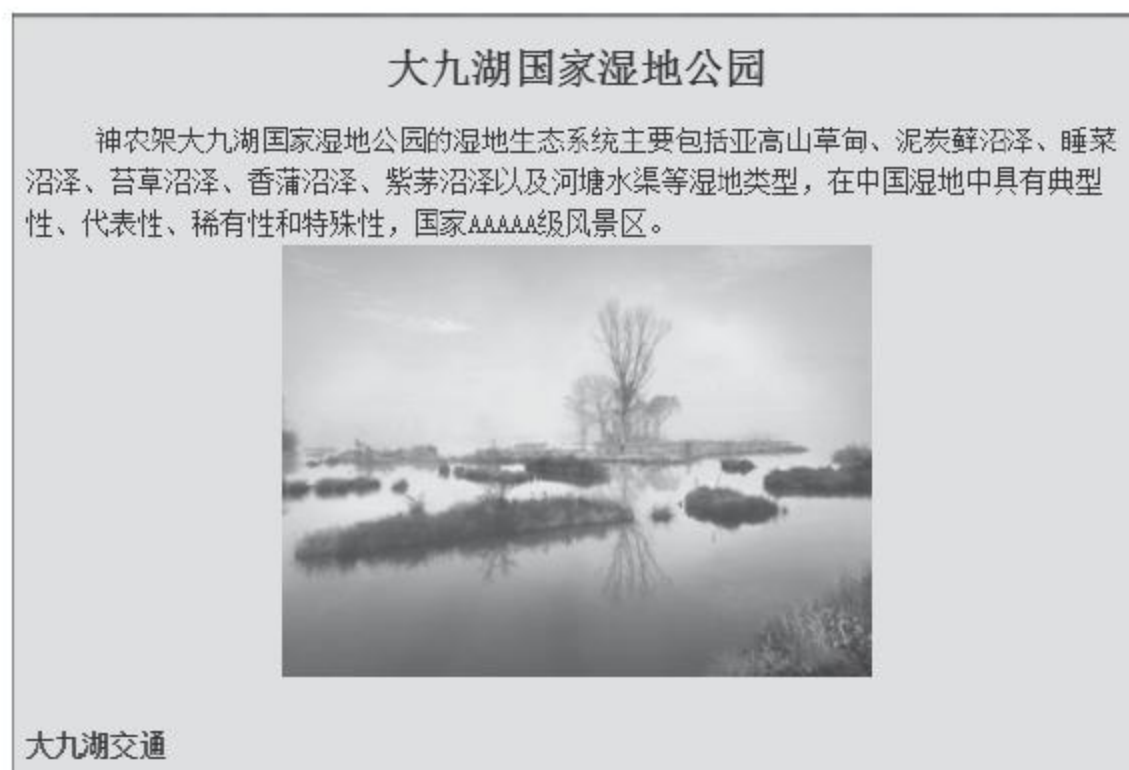 大九湖国家湿地公园
神农架大九湖国家湿地公园的湿地生态系统主要包括亚高山草甸、泥炭藓沼泽、睡菜
沼泽、苔草沼泽、香蒲沼泽、紫茅沼泽以及河塘水渠等湿地类型，在中国湿地中具有典型
性、代表性、稀有性和特殊性，国家AAAAA级风景区。
大九湖交通